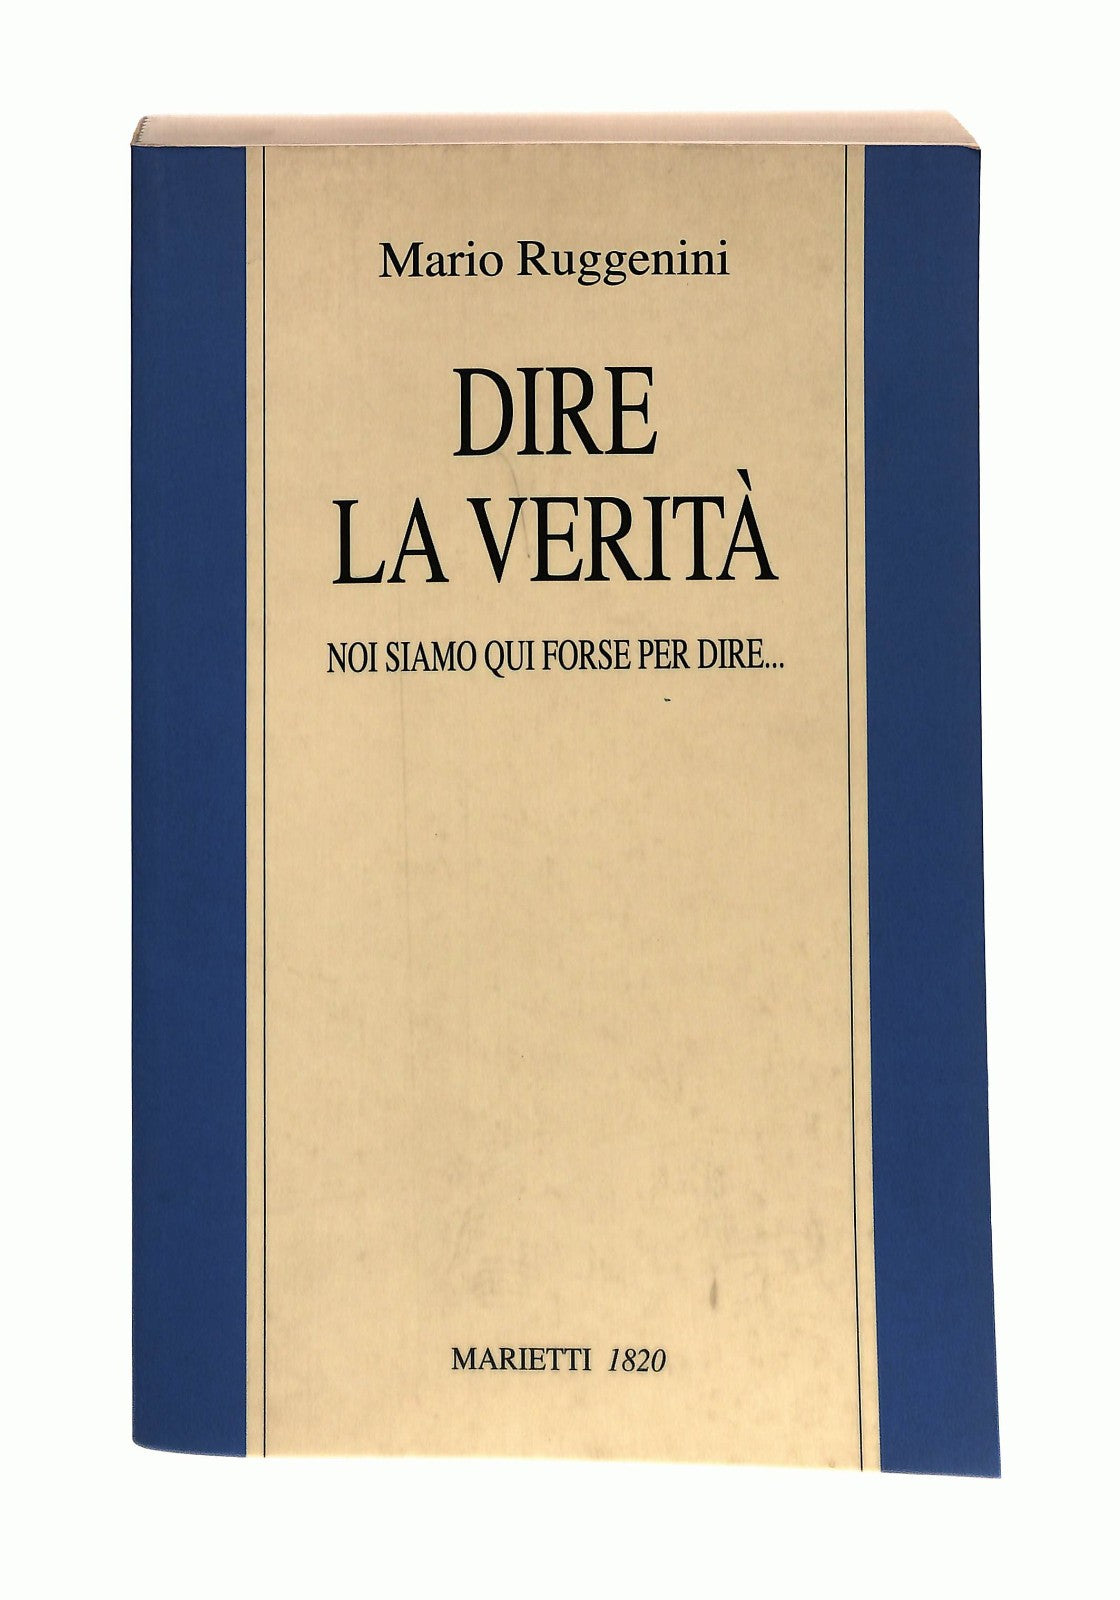 Mario Ruggenini
DIRE
LA VERITÀ
NOI SIAMO QUI FORSE PER DIRE...
MARIETTI 1820